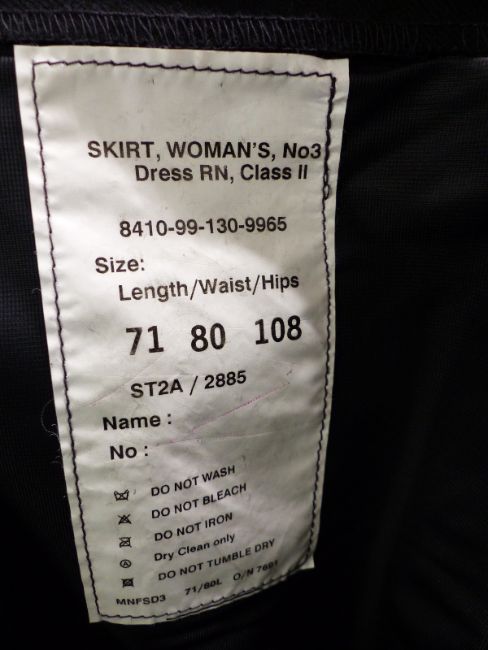 SKIRT, WOMAN'S, No3
Dress RN, Class II
8410-99-130-9965
Size:
Length/Waist/Hips
71 80 108
ST2A / 2885
Name :
No :
DO NOT WASH
DO NOT BLEACH
DO NOT IRON
Dry Clean only
DO NOT TUMBLE DRY
MNFSD3 71/80L O/N 7691